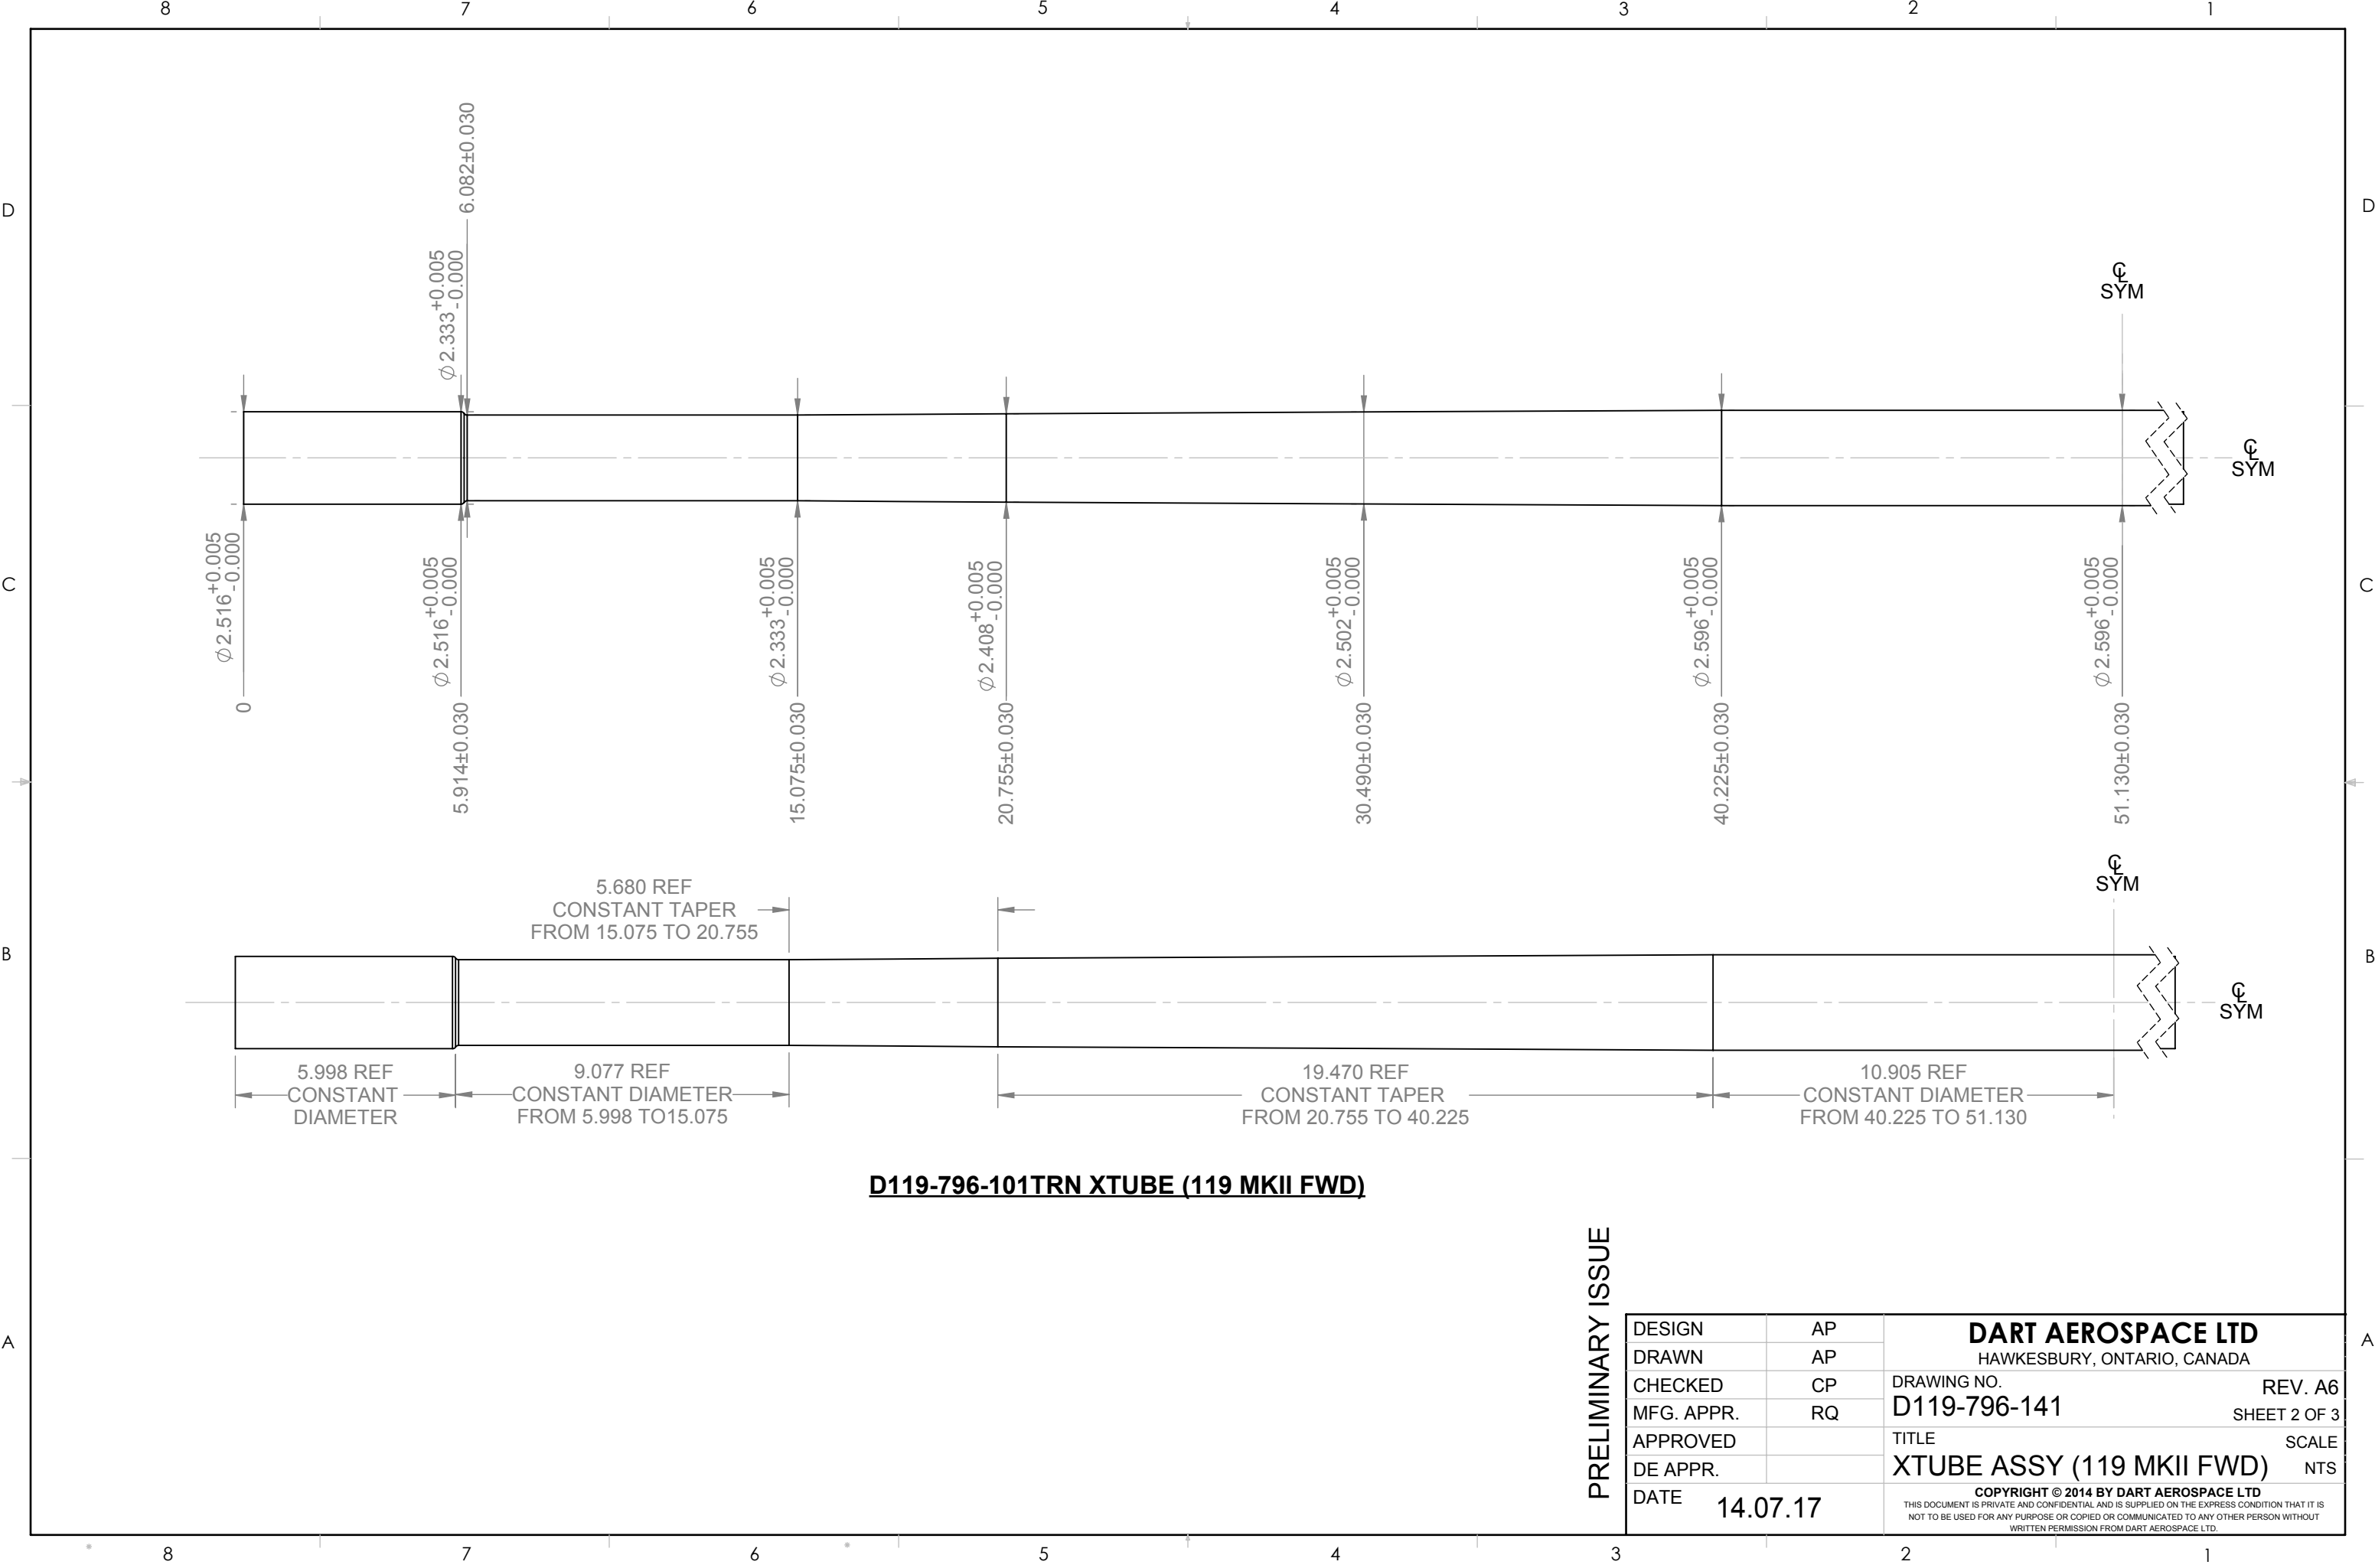 8 7 6 5 4 3 2 1
D D
C C
B B
A A
6.082±0.030
⌀2.333 +0.005 -0.000
℄
SYM
℄
SYM
⌀2.516 +0.005 -0.000
⌀2.516 +0.005 -0.000
⌀2.333 +0.005 -0.000
⌀2.408 +0.005 -0.000
⌀2.502 +0.005 -0.000
⌀2.596 +0.005 -0.000
⌀2.596 +0.005 -0.000
0
5.914±0.030
15.075±0.030
20.755±0.030
30.490±0.030
40.225±0.030
51.130±0.030
℄
SYM
5.680 REF
CONSTANT TAPER
FROM 15.075 TO 20.755
℄
SYM
5.998 REF
CONSTANT
DIAMETER
9.077 REF
CONSTANT DIAMETER
FROM 5.998 TO15.075
19.470 REF
CONSTANT TAPER
FROM 20.755 TO 40.225
10.905 REF
CONSTANT DIAMETER
FROM 40.225 TO 51.130
D119-796-101TRN XTUBE (119 MKII FWD)
PRELIMINARY ISSUE
DESIGN AP
DRAWN AP
CHECKED CP
MFG. APPR. RQ
APPROVED
DE APPR.
DATE 14.07.17
DART AEROSPACE LTD
HAWKESBURY, ONTARIO, CANADA
DRAWING NO. REV. A6
D119-796-141 SHEET 2 OF 3
TITLE SCALE
XTUBE ASSY (119 MKII FWD) NTS
COPYRIGHT © 2014 BY DART AEROSPACE LTD
THIS DOCUMENT IS PRIVATE AND CONFIDENTIAL AND IS SUPPLIED ON THE EXPRESS CONDITION THAT IT IS
NOT TO BE USED FOR ANY PURPOSE OR COPIED OR COMMUNICATED TO ANY OTHER PERSON WITHOUT
WRITTEN PERMISSION FROM DART AEROSPACE LTD.
8 7 6 5 4 3 2 1